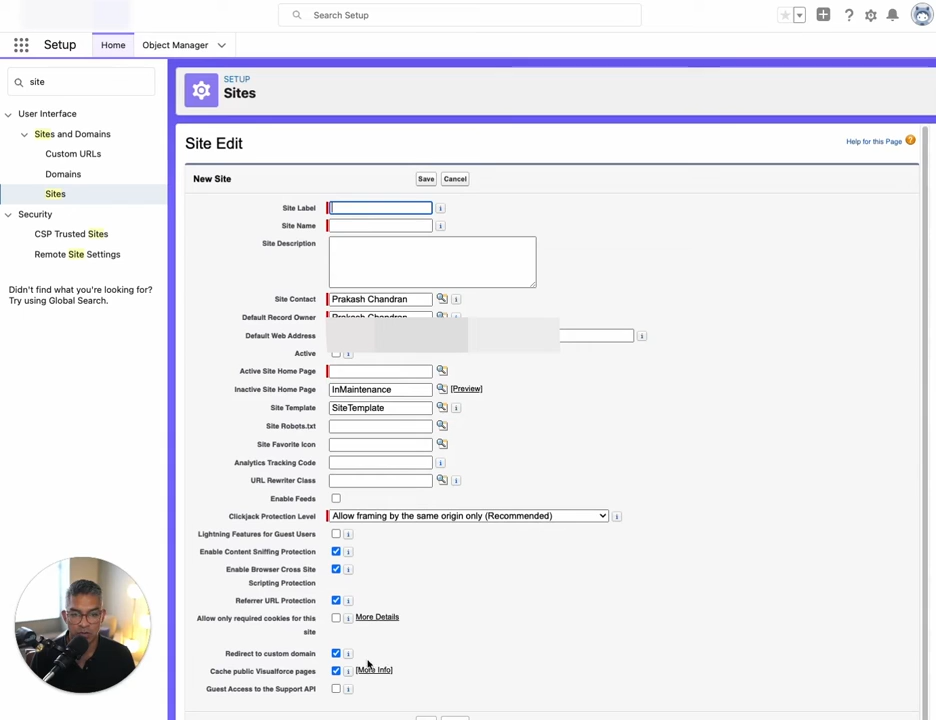 Search Setup
Setup
Home
Object Manager
site
User Interface
Sites and Domains
Custom URLs
Domains
Sites
Security
CSP Trusted Sites
Remote Site Settings
Didn't find what you're looking for?
Try using Global Search.
SETUP
Sites
Site Edit
Help for this Page
New Site
Save
Cancel
Site Label
Site Name
Site Description
Site Contact
Prakash Chandran
Default Record Owner
Prakash Chandran
Default Web Address
Active
Active Site Home Page
Inactive Site Home Page
InMaintenance
[Preview]
Site Template
SiteTemplate
Site Robots.txt
Site Favorite Icon
Analytics Tracking Code
URL Rewriter Class
Enable Feeds
Clickjack Protection Level
Allow framing by the same origin only (Recommended)
Lightning Features for Guest Users
Enable Content Sniffing Protection
Enable Browser Cross Site
Scripting Protection
Referrer URL Protection
Allow only required cookies for this
site
More Details
Redirect to custom domain
Cache public Visualforce pages
[More Info]
Guest Access to the Support API